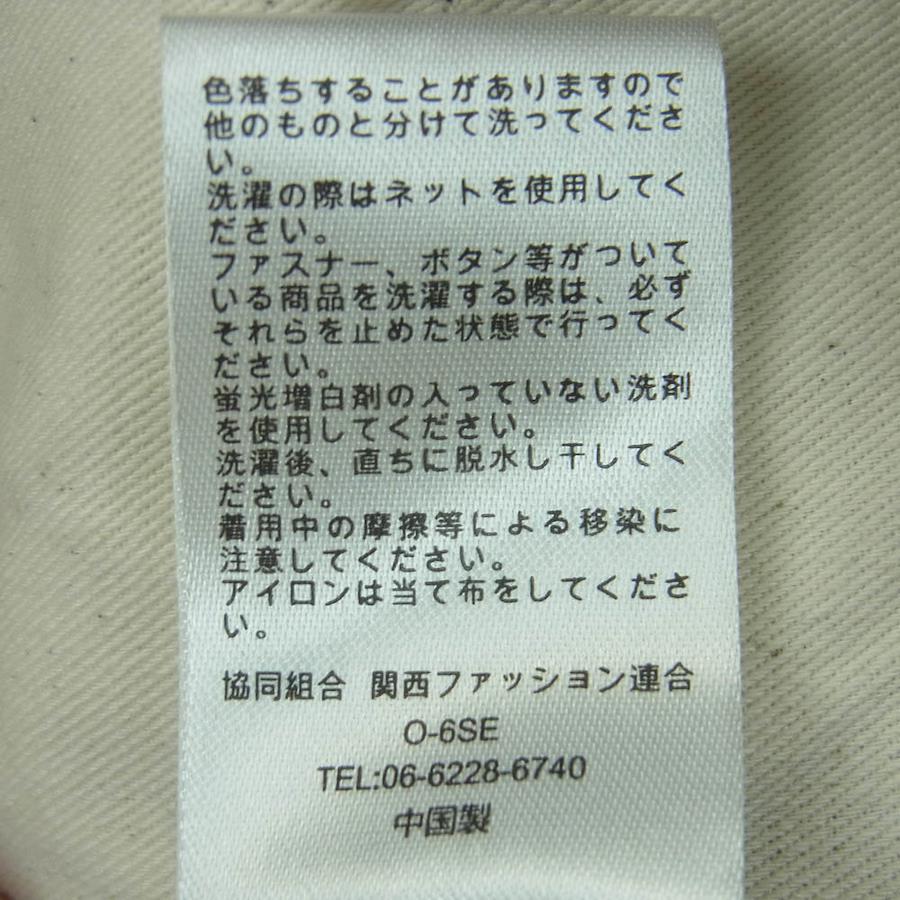 色落ちすることがありますので
他のものと分けて洗ってくださ
い。
洗濯の際はネットを使用してく
ださい。
ファスナー、ボタン等がついて
いる商品を洗濯する際は、必ず
それらを止めた状態で行ってく
ださい。
蛍光増白剤の入っていない洗剤
を使用してください。
洗濯後、直ちに脱水し干してく
ださい。
着用中の摩擦等による移染に
注意してください。
アイロンは当て布をしてくださ
い。
協同組合 関西ファッション連合
O-6SE
TEL:06-6228-6740
中国製